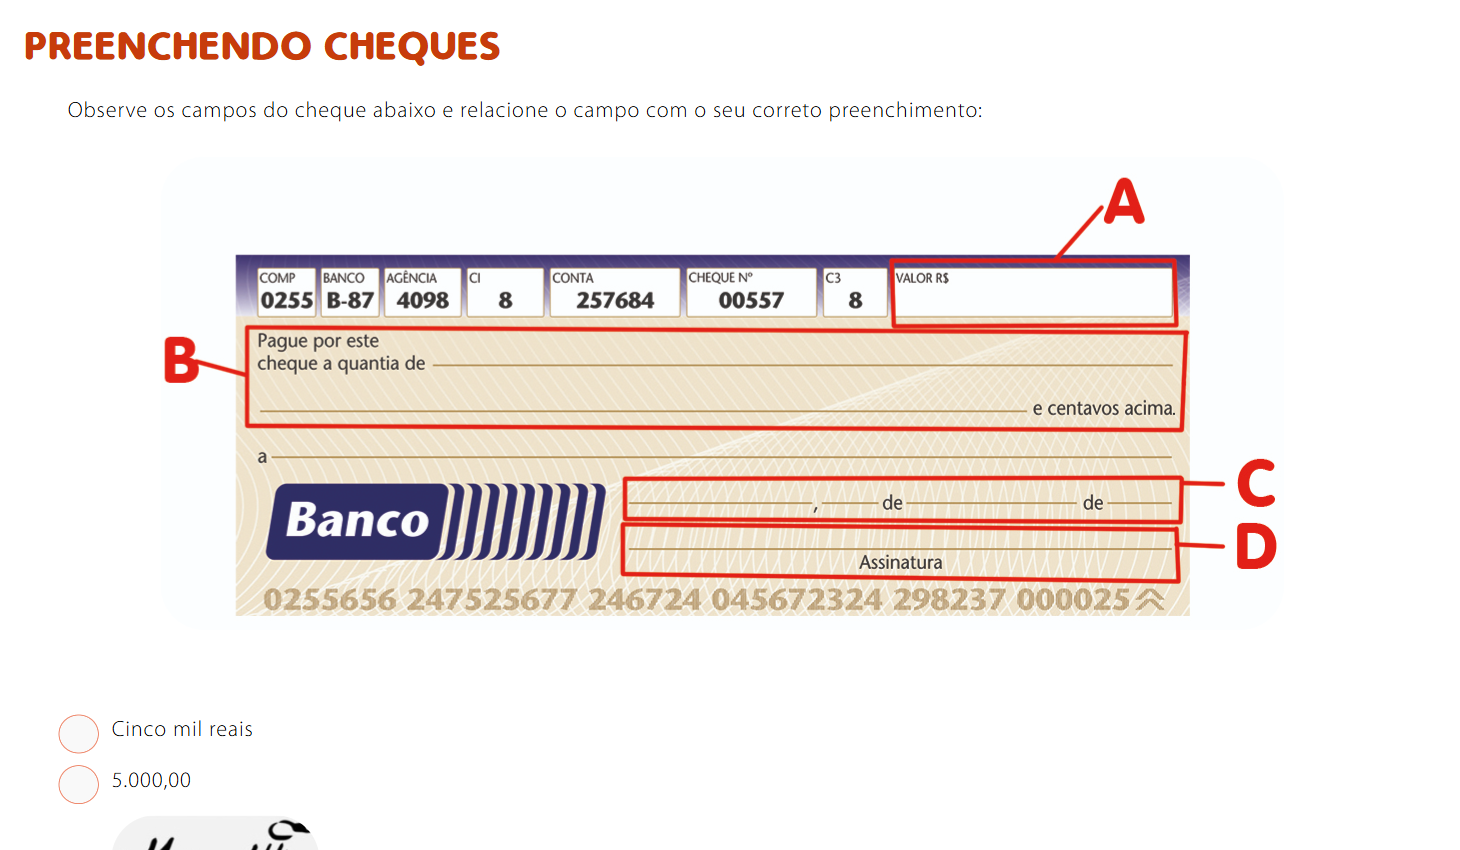 PREENCHENDO CHEQUES
Observe os campos do cheque abaixo e relacione o campo com o seu correto preenchimento:
A
COMP BANCO AGÊNCIA CI CONTA CHEQUE Nº C3 VALOR R$
0255 B-87 4098 8 257684 00557 8
B
Pague por este
cheque a quantia de
e centavos acima.
a
C
, de de
Banco
D
Assinatura
0255656 247525677 246724 045672324 298237 000025
Cinco mil reais
5.000,00